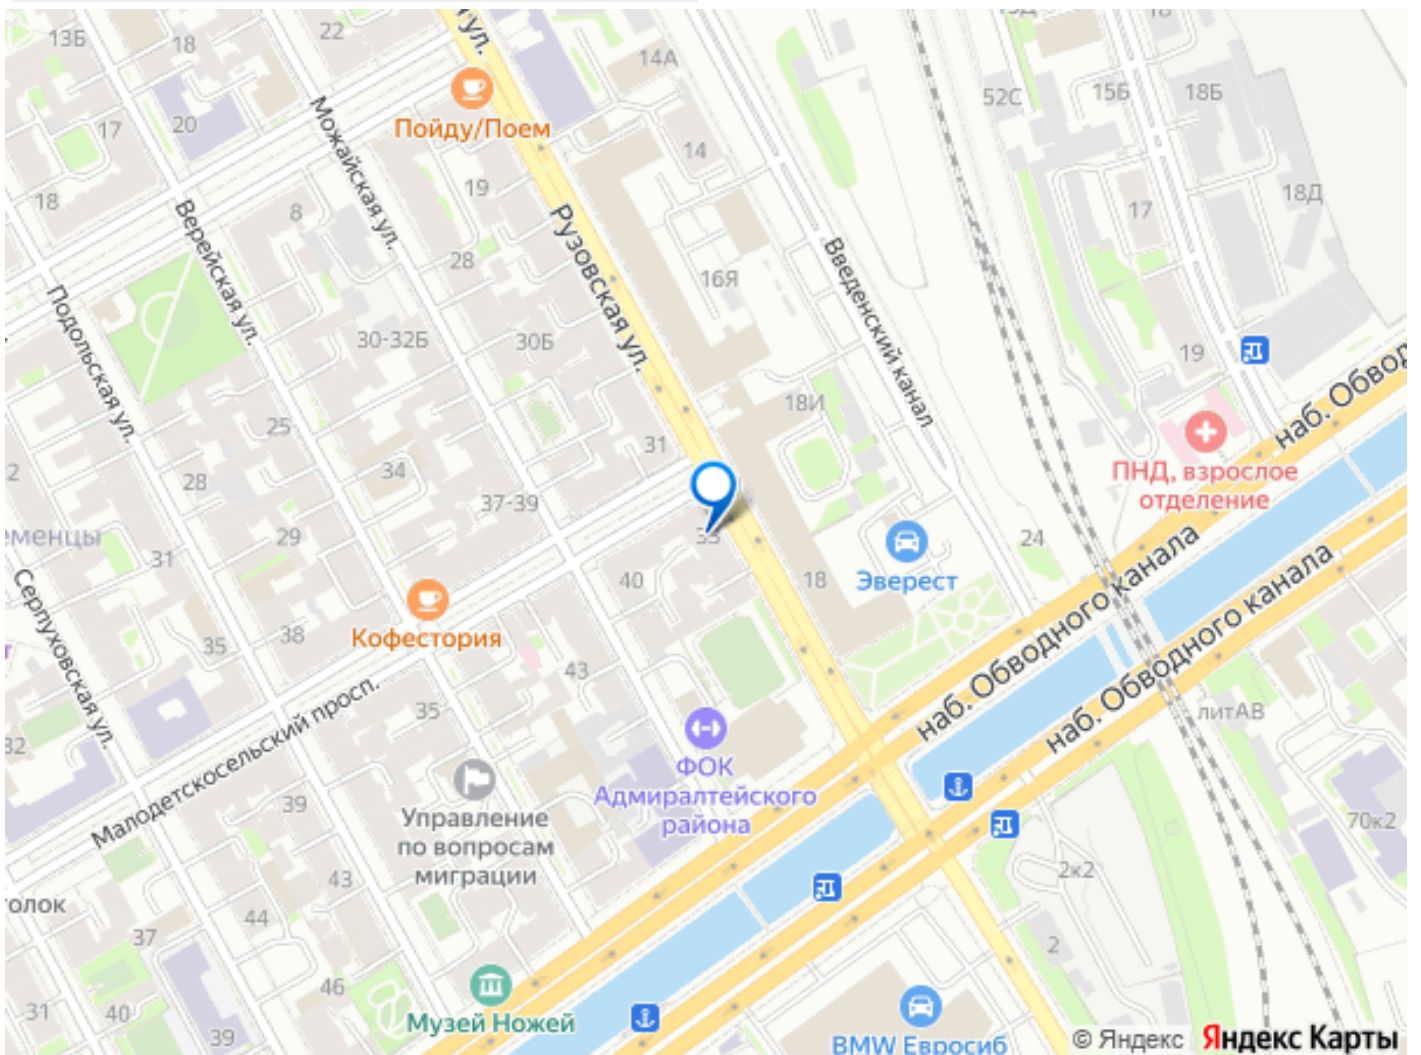 13Б
18
22
ул.
14А
15Д
18
52С
15Б
18Б
Пойду/Поем
17
20
Можайская ул.
14
19
18
Верейская ул.
8
28
Рузовская ул.
17
18Д
16Я
Введенский канал
Подольская ул.
30-32Б
30Б
19
наб. Обвод
18И
25
31
ПНД, взрослое
отделение
2
28
34
37-39
еменцы
29
31
33
24
Эверест
18
40
Серпуховская ул.
Кофестория
наб. Обводного канала
35
38
т
43
35
Малодетскосельский просп.
наб. Обводного канала
литАВ
32
ФОК
Адмиралтейского
района
39
Управление
по вопросам
миграции
70к2
2к2
43
олок
44
37
2
46
31
40
39
Музей Ножей
BMW Евросиб
© Яндекс Яндекс Карты